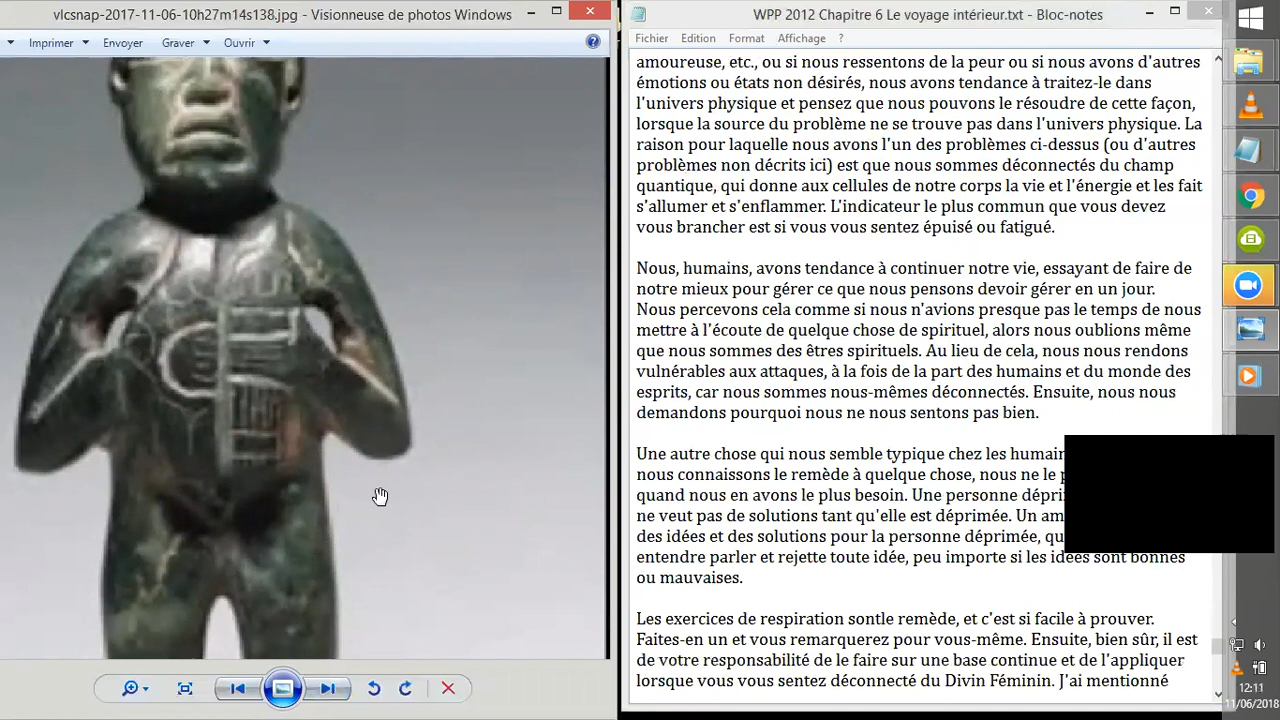 vlcsnap-2017-11-06-10h27m14s138.jpg - Visionneuse de photos Windows
Imprimer Envoyer Graver Ouvrir
WPP 2012 Chapitre 6 Le voyage intérieur.txt - Bloc-notes
Fichier Edition Format Affichage ?
amoureuse, etc., ou si nous ressentons de la peur ou si nous avons d'autres
émotions ou états non désirés, nous avons tendance à traitez-le dans
l'univers physique et pensez que nous pouvons le résoudre de cette façon,
lorsque la source du problème ne se trouve pas dans l'univers physique. La
raison pour laquelle nous avons l'un des problèmes ci-dessus (ou d'autres
problèmes non décrits ici) est que nous sommes déconnectés du champ
quantique, qui donne aux cellules de notre corps la vie et l'énergie et les fait
s'allumer et s'enflammer. L'indicateur le plus commun que vous devez
vous brancher est si vous vous sentez épuisé ou fatigué.
Nous, humains, avons tendance à continuer notre vie, essayant de faire de
notre mieux pour gérer ce que nous pensons devoir gérer en un jour.
Nous percevons cela comme si nous n'avions presque pas le temps de nous
mettre à l'écoute de quelque chose de spirituel, alors nous oublions même
que nous sommes des êtres spirituels. Au lieu de cela, nous nous rendons
vulnérables aux attaques, à la fois de la part des humains et du monde des
esprits, car nous sommes nous-mêmes déconnectés. Ensuite, nous nous
demandons pourquoi nous ne nous sentons pas bien.
Une autre chose qui nous semble typique chez les
nous connaissons le remède à quelque chose, nous ne le
quand nous en avons le plus besoin. Une personne
ne veut pas de solutions tant qu'elle est déprimée. Un
des idées et des solutions pour la personne déprimée,
entendre parler et rejette toute idée, peu importe si les idées sont bonnes
ou mauvaises.
Les exercices de respiration sontle remède, et c'est si facile à prouver.
Faites-en un et vous remarquerez pour vous-même. Ensuite, bien sûr, il est
de votre responsabilité de le faire sur une base continue et de l'appliquer
lorsque vous vous sentez déconnecté du Divin Féminin. J'ai mentionné
12:11
11/06/2018